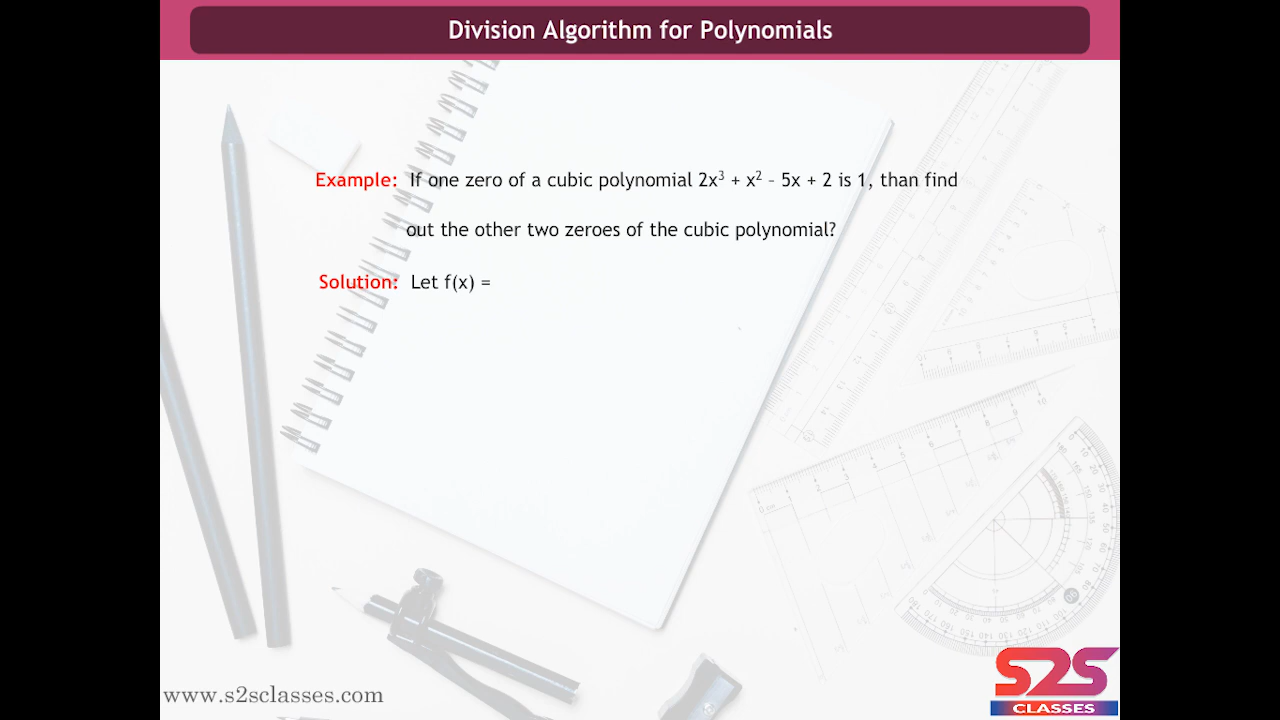 Division Algorithm for Polynomials
Example: If one zero of a cubic polynomial 2x³ + x² – 5x + 2 is 1, than find
out the other two zeroes of the cubic polynomial?
Solution: Let f(x) =
www.s2sclasses.com
S2S
CLASSES